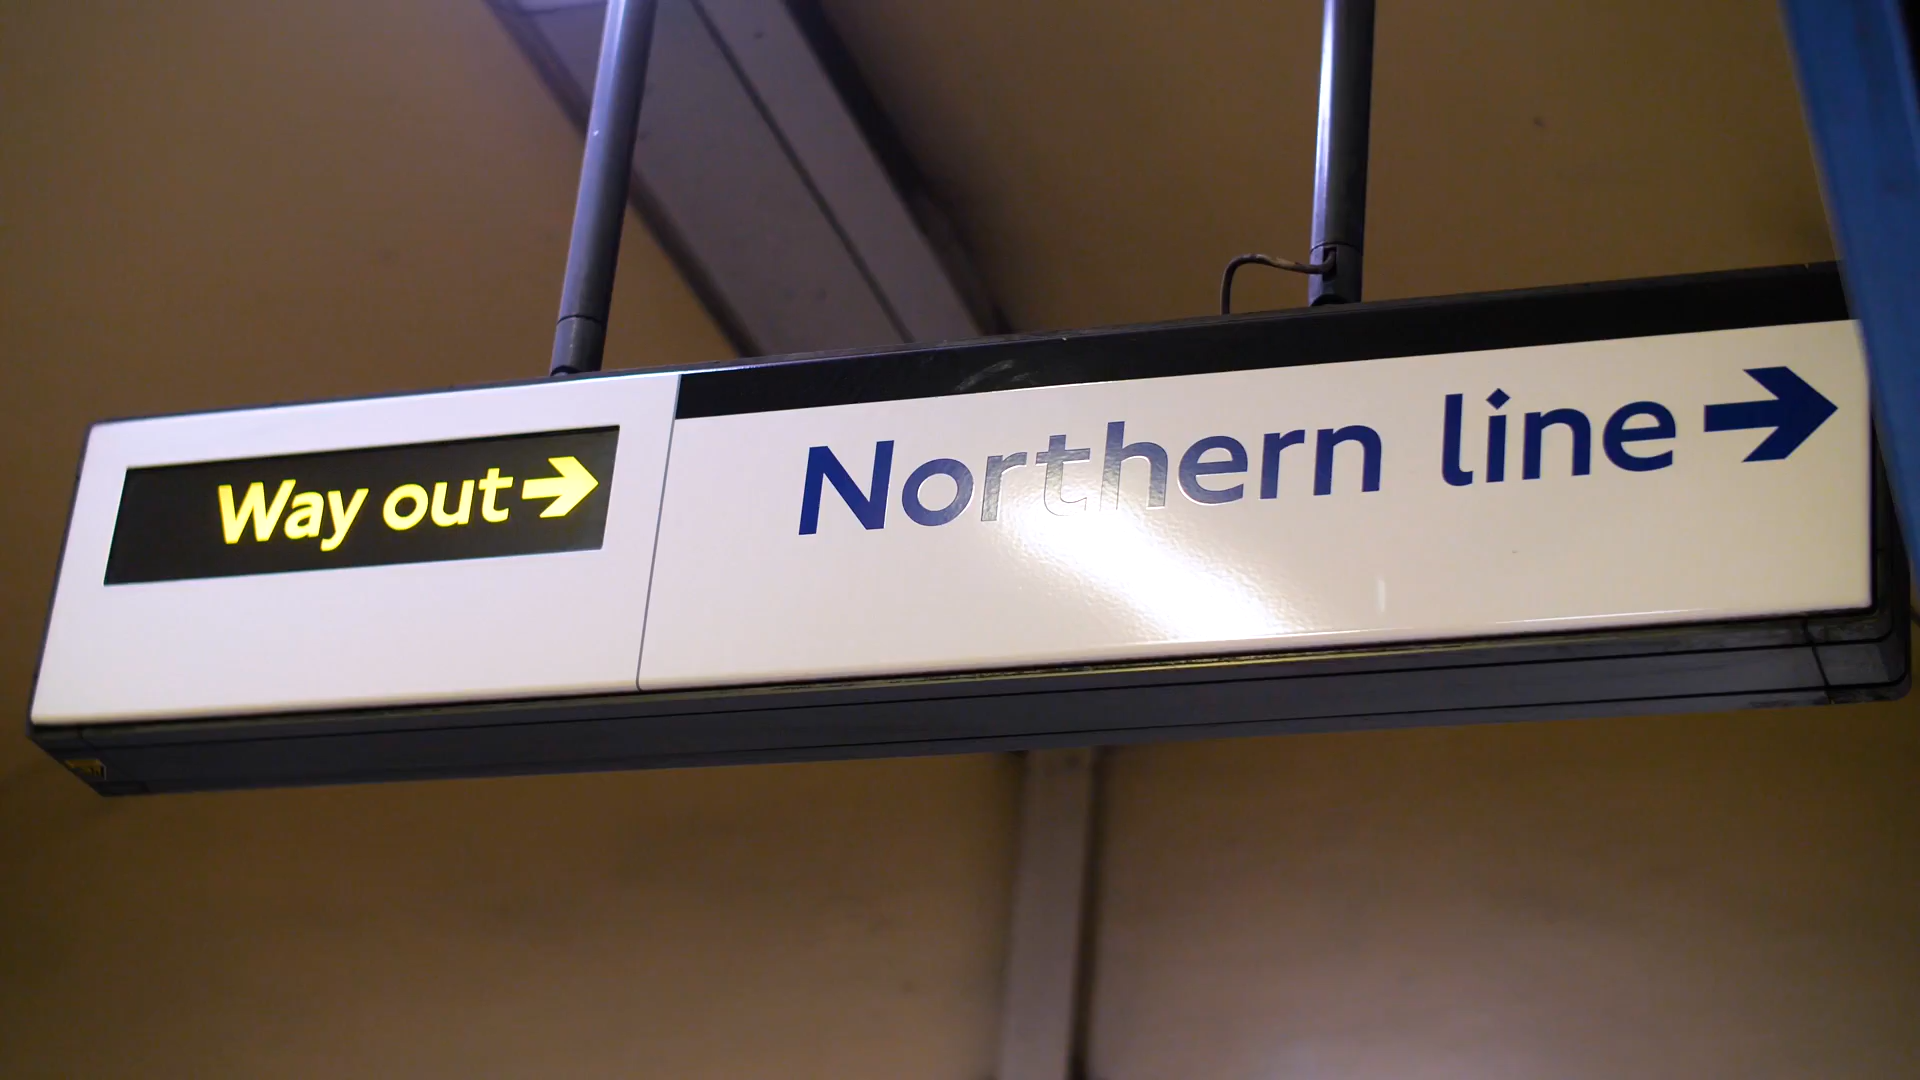 Way out →
Northern line →